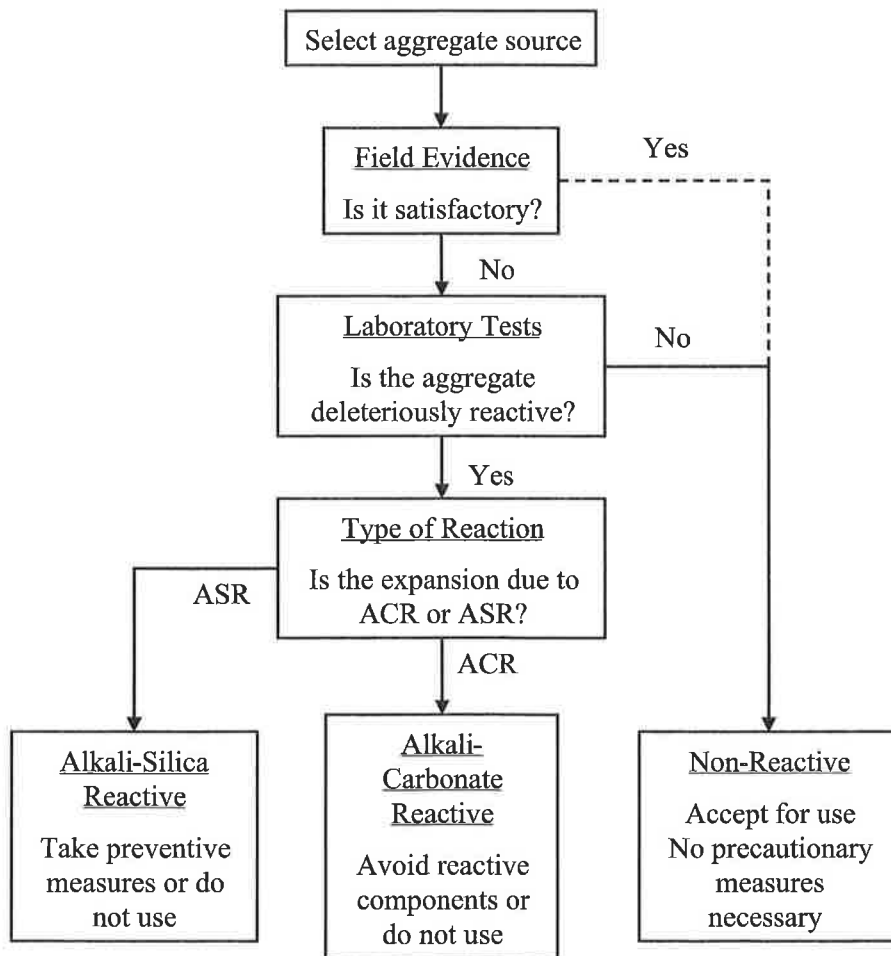 Select aggregate source
Field Evidence
Is it satisfactory?
Yes
No
Laboratory Tests
Is the aggregate
deleteriously reactive?
No
Yes
Type of Reaction
Is the expansion due to
ACR or ASR?
ASR
ACR
Alkali-Silica
Reactive
Take preventive
measures or do
not use
Alkali-
Carbonate
Reactive
Avoid reactive
components or
do not use
Non-Reactive
Accept for use
No precautionary
measures
necessary